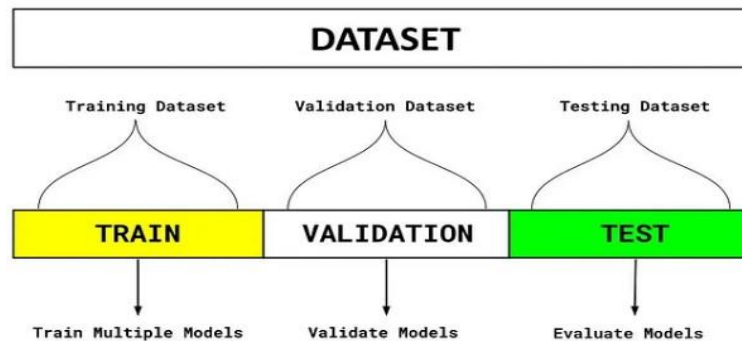 DATASET
Training Dataset Validation Dataset Testing Dataset
TRAIN VALIDATION TEST
Train Multiple Models Validate Models Evaluate Models